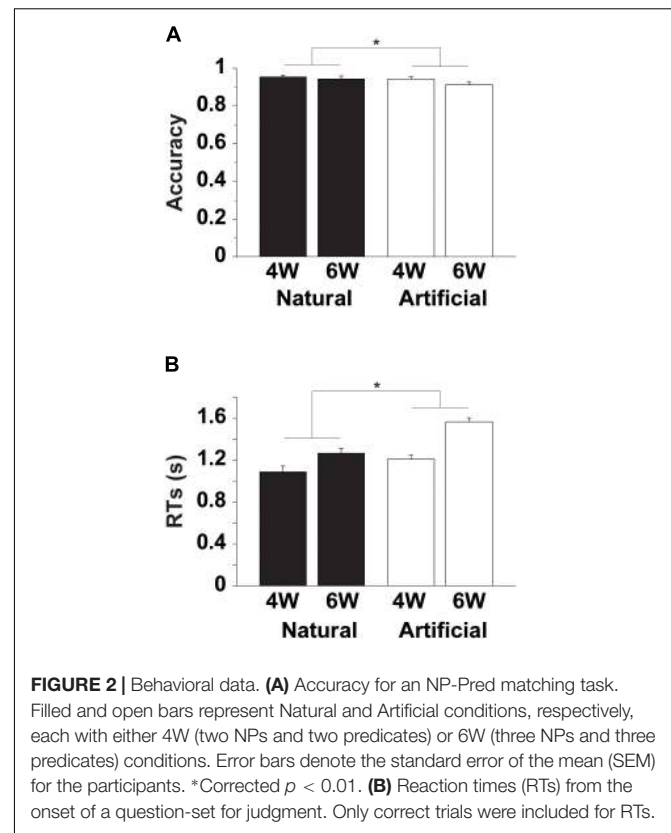 A
*
1
0.8
0.6
0.4
0.2
0
Accuracy
4W 6W 4W 6W
Natural Artificial
B
*
1.6
1.2
0.8
0.4
0
RTs (s)
4W 6W 4W 6W
Natural Artificial
FIGURE 2 | Behavioral data. (A) Accuracy for an NP-Pred matching task.
Filled and open bars represent Natural and Artificial conditions, respectively,
each with either 4W (two NPs and two predicates) or 6W (three NPs and three
predicates) conditions. Error bars denote the standard error of the mean (SEM)
for the participants. *Corrected p < 0.01. (B) Reaction times (RTs) from the
onset of a question-set for judgment. Only correct trials were included for RTs.